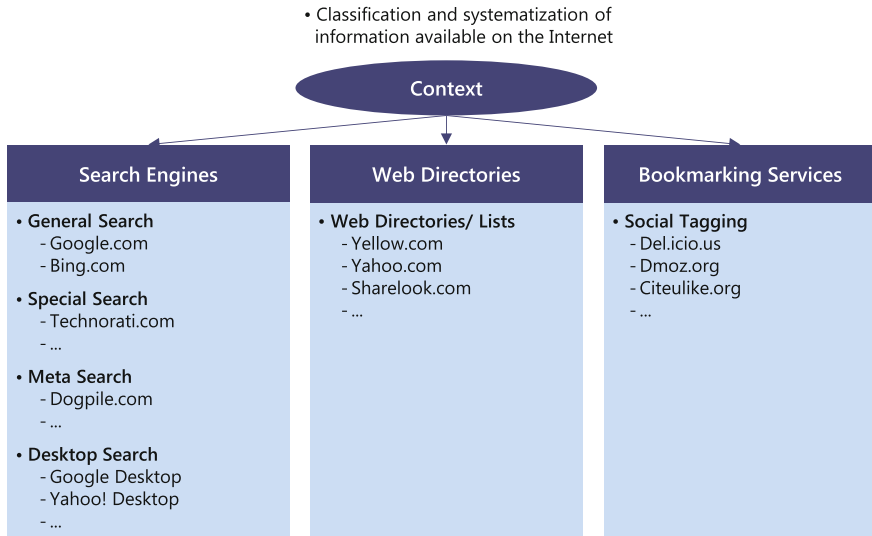 • Classification and systematization of
information available on the Internet
Context
Search Engines
• General Search
- Google.com
- Bing.com
• Special Search
- Technorati.com
- ...
• Meta Search
- Dogpile.com
- ...
• Desktop Search
- Google Desktop
- Yahoo! Desktop
- ...
Web Directories
• Web Directories/ Lists
- Yellow.com
- Yahoo.com
- Sharelook.com
- ...
Bookmarking Services
• Social Tagging
- Del.icio.us
- Dmoz.org
- Citeulike.org
- ...